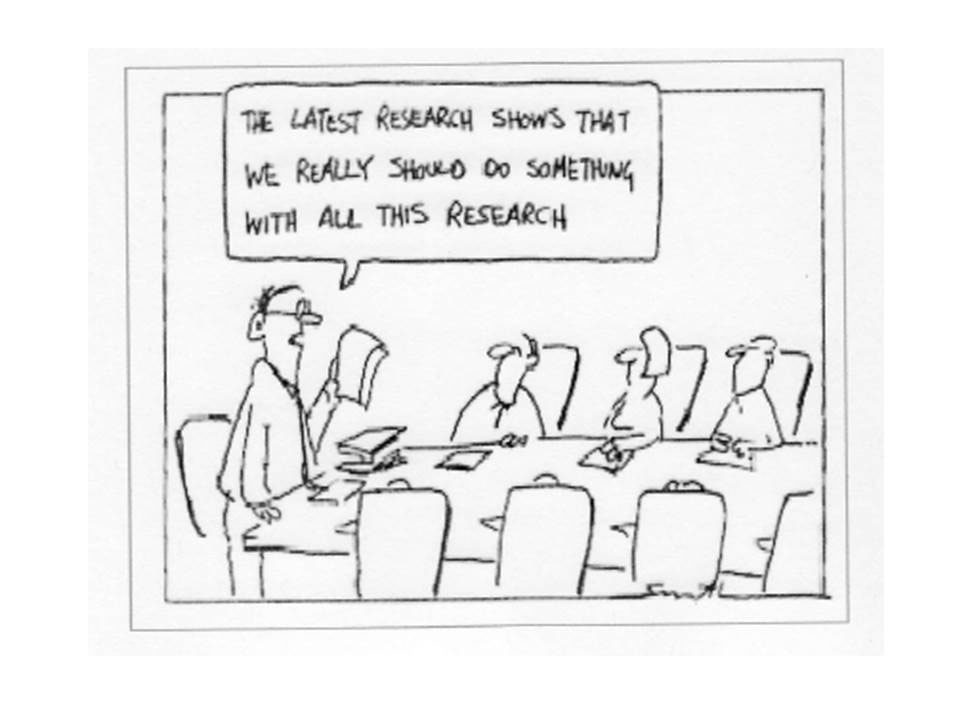 THE LATEST RESEARCH SHOWS THAT
WE REALLY SHOULD DO SOMETHING
WITH ALL THIS RESEARCH